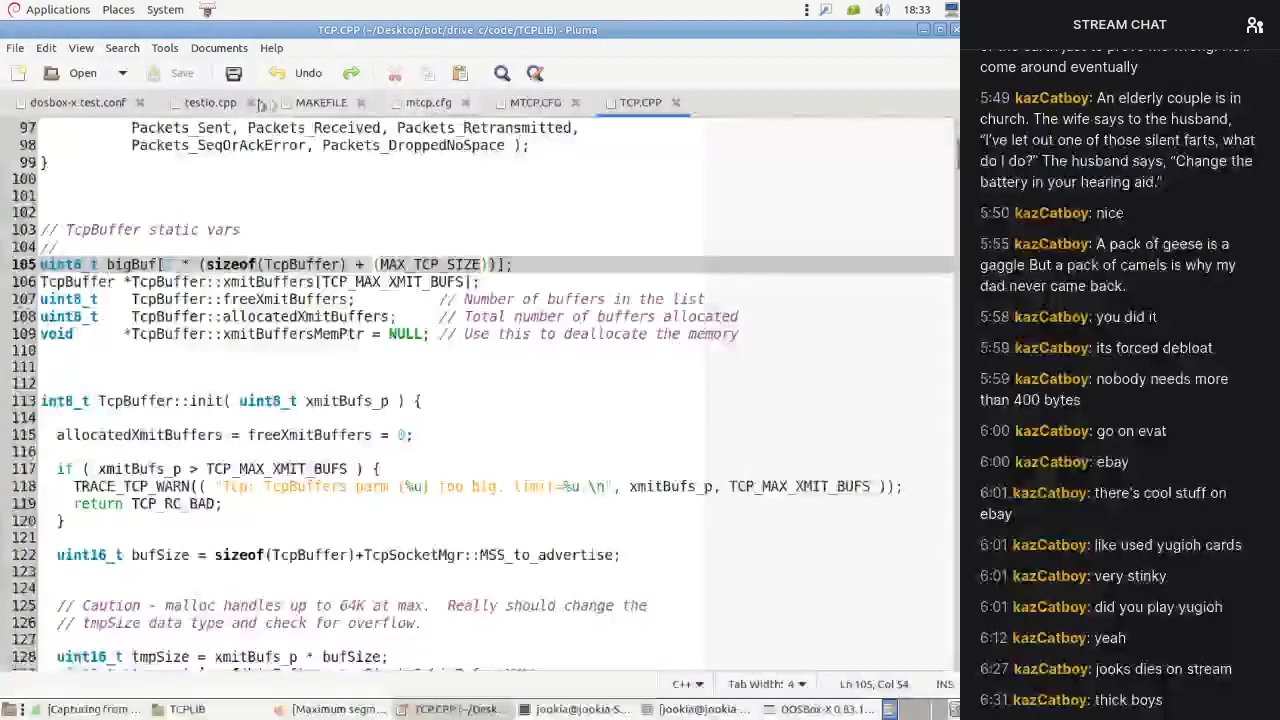 Applications Places System 18:33
TCP.CPP (~/Desktop/bot/drive_c/code/TCPLIB) - Pluma
File Edit View Search Tools Documents Help
Open Save Undo
dosbox-x.test.conf testio.cpp MAKEFILE mtcp.cfg MTCP.CFG TCP.CPP
97 Packets_Sent, Packets_Received, Packets_Retransmitted,
98 Packets_SeqOrAckError, Packets_DroppedNoSpace );
99 }
100
101
102
103 // TcpBuffer static vars
104 //
105 bigBuf[ * (sizeof(TcpBuffer) + (MAX_TCP_SIZE))];
106 TcpBuffer *TcpBuffer::xmitBuffers[TCP_MAX_XMIT_BUFS];
107 uint8_t TcpBuffer::freeXmitBuffers; // Number of buffers in the list
108 uint8_t TcpBuffer::allocatedXmitBuffers; // Total number of buffers allocated
109 void *TcpBuffer::xmitBuffersMemPtr = NULL; // Use this to deallocate the memory
110
111
112
113 int8_t TcpBuffer::init( uint8_t xmitBufs_p ) {
114
115 allocatedXmitBuffers = freeXmitBuffers = 0;
116
117 if ( xmitBufs_p > TCP_MAX_XMIT_BUFS ) {
118 TRACE_TCP_WARN(( "Tcp: TcpBuffers parm (%u) too big, limit=%u \n", xmitBufs_p, TCP_MAX_XMIT_BUFS ));
119 return TCP_RC_BAD;
120 }
121
122 uint16_t bufSize = sizeof(TcpBuffer)+TcpSocketMgr::MSS_to_advertise;
123
124
125 // Caution - malloc handles up to 64K at max. Really should change the
126 // tmpSize data type and check for overflow.
127
128 uint16_t tmpSize = xmitBufs_p * bufSize;
C++ Tab Width: 4 Ln 105, Col 54 INS
[Capturing from ... TCPLIB [Maximum segm... TCP.CPP (~/Desk... jookia@jookia-S... [jookia@jookia-... DOSBox-X 0.83.1...
STREAM CHAT
of the earth just to prove me wrong. He'll
come around eventually
5:49 kazCatboy: An elderly couple is in
church. The wife says to the husband,
“I've let out one of those silent farts, what
do I do?” The husband says, “Change the
battery in your hearing aid.”
5:50 kazCatboy: nice
5:55 kazCatboy: A pack of geese is a
gaggle But a pack of camels is why my
dad never came back.
5:58 kazCatboy: you did it
5:59 kazCatboy: its forced debloat
5:59 kazCatboy: nobody needs more
than 400 bytes
6:00 kazCatboy: go on evat
6:00 kazCatboy: ebay
6:01 kazCatboy: there's cool stuff on
ebay
6:01 kazCatboy: like used yugioh cards
6:01 kazCatboy: very stinky
6:01 kazCatboy: did you play yugioh
6:12 kazCatboy: yeah
6:27 kazCatboy: jooks dies on stream
6:31 kazCatboy: thick boys